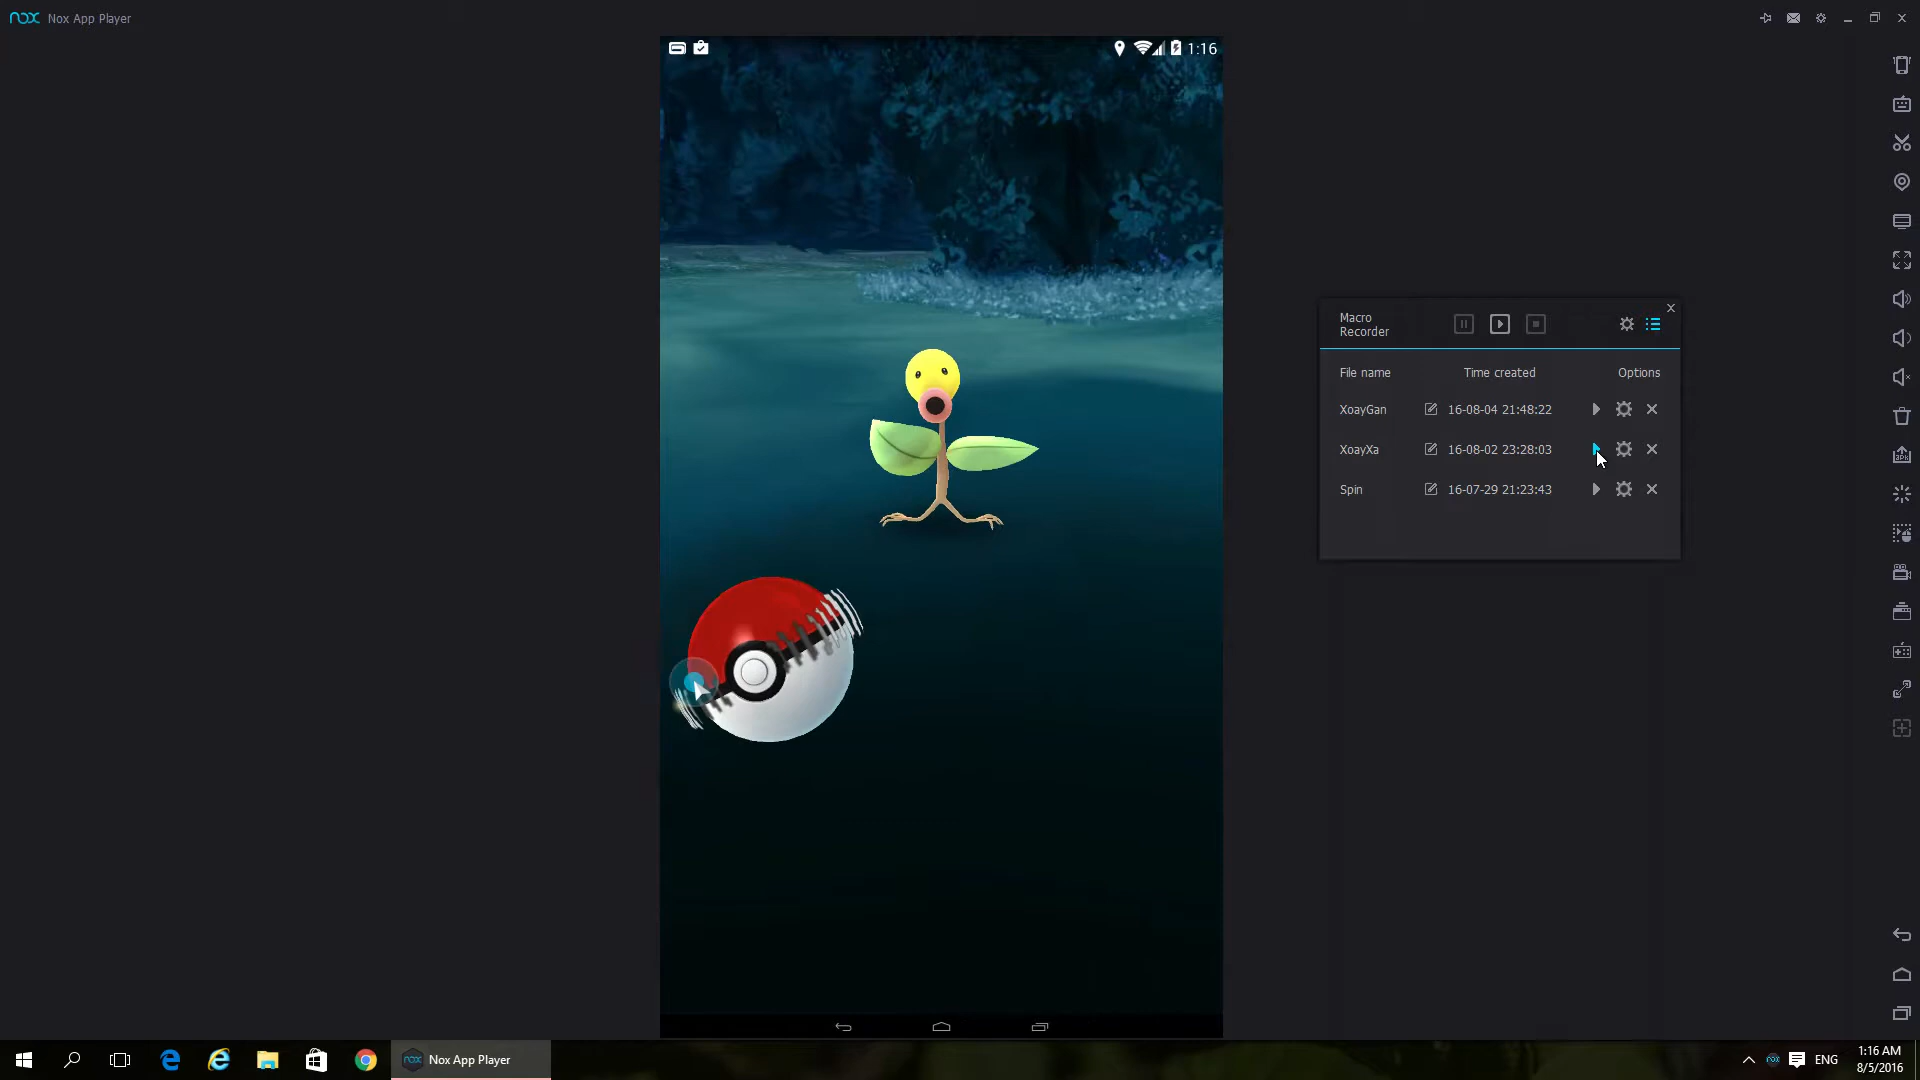 nox Nox App Player
1:16
Macro
Recorder
File name Time created Options
XoayGan 16-08-04 21:48:22
XoayXa 16-08-02 23:28:03
Spin 16-07-29 21:23:43
nox Nox App Player
ENG
1:16 AM
8/5/2016